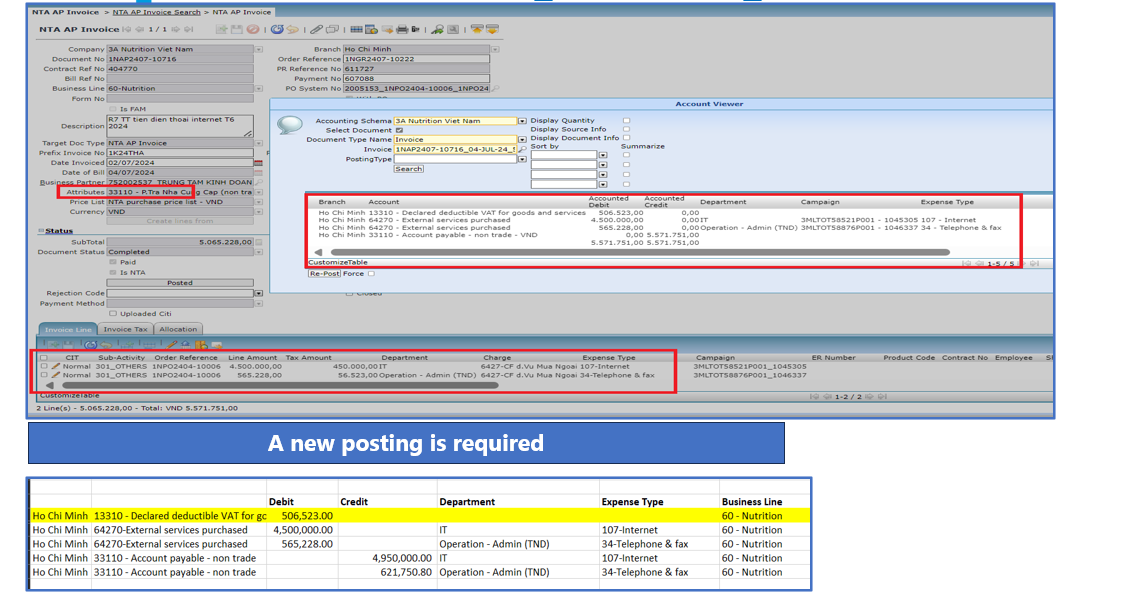 NTA AP Invoice > NTA AP Invoice Search > NTA AP Invoice
NTA AP Invoice 1 / 1
Company 3A Nutrition Viet Nam
Branch Ho Chi Minh
Document No 1NAP2407-10716
Order Reference 1NGR2407-10222
Contract Ref No 404770
PR Reference No 611727
Bill Ref No
Payment No 607088
Business Line 60-Nutrition
PO System No 2005153_1NPO2404-10006_1NPO24
Form No
Is FAM
Description R7 TT tien dien thoai internet T6
2024
Target Doc Type NTA AP Invoice
Prefix Invoice No 1K24THA
Date Invoiced 02/07/2024
Date of Bill 04/07/2024
Business Partner 752002537_TRUNG TAM KINH DOAN
Attributes 33110 - P.Tra Nha Cung Cap (non tra
Price List NTA purchase price list - VND
Currency VND
Create lines from
Status
SubTotal 5.065.228,00
Document Status Completed
Paid
Is NTA
Posted
Rejection Code
Payment Method
Closed
Uploaded Citi
Account Viewer
Accounting Schema 3A Nutrition Viet Nam
Display Quantity
Select Document
Display Source Info
Document Type Name Invoice
Display Document Info
Invoice 1NAP2407-10716_04-JUL-24_
Sort by Summarize
PostingType
Search
Branch Account Accounted Debit Accounted Credit Department Campaign Expense Type
Ho Chi Minh 13310 - Declared deductible VAT for goods and services 506.523,00 0,00
Ho Chi Minh 64270 - External services purchased 4.500.000,00 0,00 IT 3MLTOT58521P001 - 1045305 107 - Internet
Ho Chi Minh 64270 - External services purchased 565.228,00 0,00 Operation - Admin (TND) 3MLTOT58876P001 - 1046337 34 - Telephone & fax
Ho Chi Minh 33110 - Account payable - non trade - VND 0,00 5.571.751,00
5.571.751,00 5.571.751,00
CustomizeTable 1-5 / 5
Re-Post Force
Invoice Line Invoice Tax Allocation
CIT Sub-Activity Order Reference Line Amount Tax Amount Department Charge Expense Type Campaign ER Number Product Code Contract No Employee
Normal 301_OTHERS 1NPO2404-10006 4.500.000,00 450.000,00 IT 6427-CF d.Vu Mua Ngoai 107-Internet 3MLTOT58521P001_1045305
Normal 301_OTHERS 1NPO2404-10006 565.228,00 56.523,00 Operation - Admin (TND) 6427-CF d.Vu Mua Ngoai 34-Telephone & fax 3MLTOT58876P001_1046337
CustomizeTable 1-2 / 2
2 Line(s) - 5.065.228,00 - Total: VND 5.571.751,00
A new posting is required
Debit Credit Department Expense Type Business Line
Ho Chi Minh 13310 - Declared deductible VAT for gc 506,523.00 60 - Nutrition
Ho Chi Minh 64270-External services purchased 4,500,000.00 IT 107-Internet 60 - Nutrition
Ho Chi Minh 64270-External services purchased 565,228.00 Operation - Admin (TND) 34-Telephone & fax 60 - Nutrition
Ho Chi Minh 33110 - Account payable - non trade 4,950,000.00 IT 107-Internet 60 - Nutrition
Ho Chi Minh 33110 - Account payable - non trade 621,750.80 Operation - Admin (TND) 34-Telephone & fax 60 - Nutrition